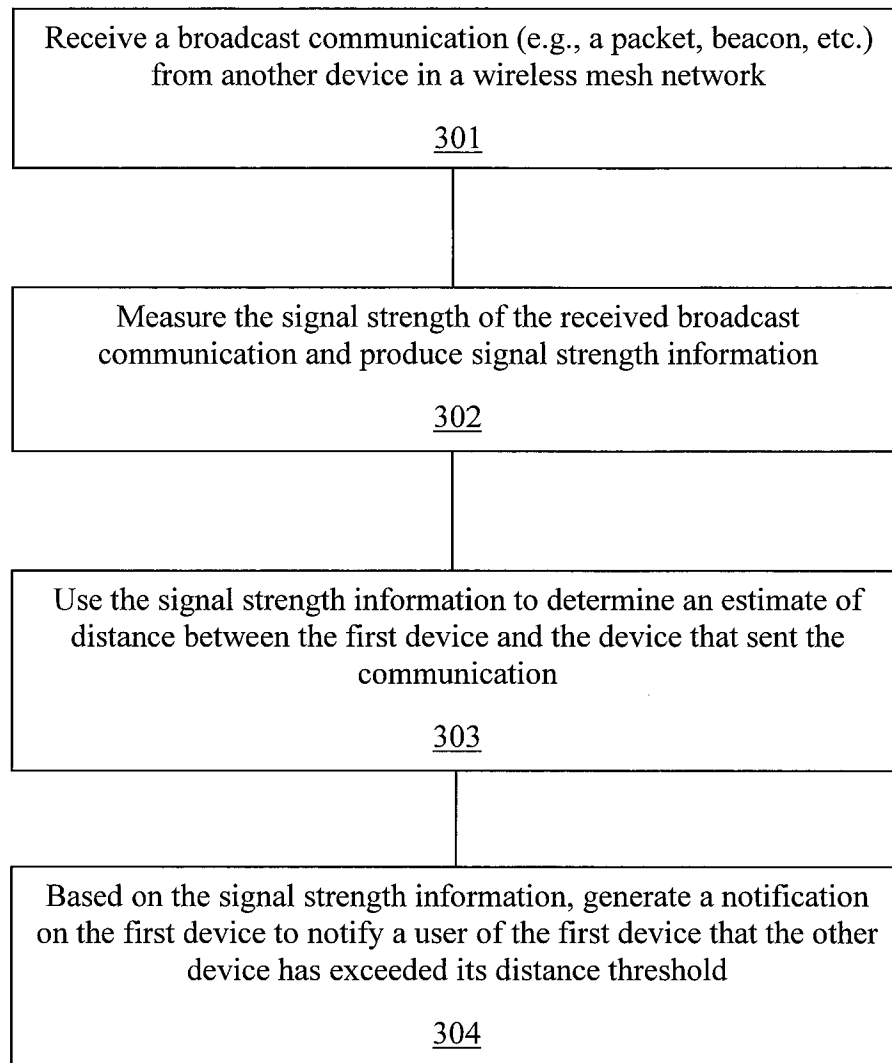 Receive a broadcast communication (e.g., a packet, beacon, etc.)
from another device in a wireless mesh network
301
Measure the signal strength of the received broadcast
communication and produce signal strength information
302
Use the signal strength information to determine an estimate of
distance between the first device and the device that sent the
communication
303
Based on the signal strength information, generate a notification
on the first device to notify a user of the first device that the other
device has exceeded its distance threshold
304